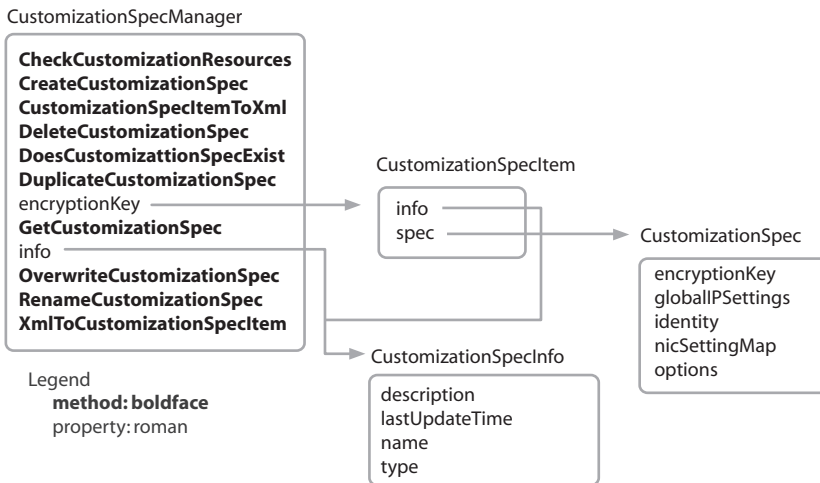 CustomizationSpecManager
CheckCustomizationResources
CreateCustomizationSpec
CustomizationSpecItemToXml
DeleteCustomizationSpec
DoesCustomizattionSpecExist
DuplicateCustomizationSpec
encryptionKey
GetCustomizationSpec
info
OverwriteCustomizationSpec
RenameCustomizationSpec
XmlToCustomizationSpecItem
CustomizationSpecItem
info
spec
CustomizationSpec
encryptionKey
globalIPSettings
identity
nicSettingMap
options
CustomizationSpecInfo
description
lastUpdateTime
name
type
Legend
method: boldface
property: roman